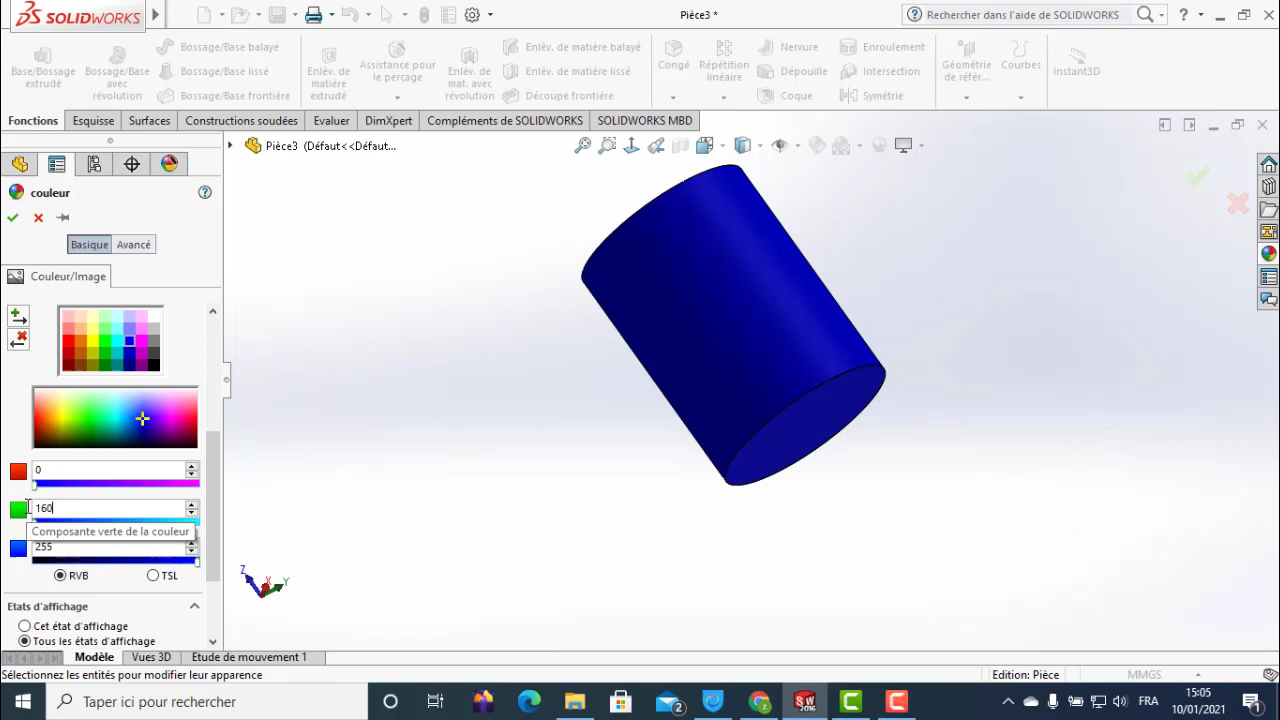 SOLIDWORKS
Pièce3 *
Rechercher dans l'aide de SOLIDWORKS
?
Base/Bossage extrudé
Bossage/Base avec révolution
Bossage/Base balayé
Bossage/Base lissé
Bossage/Base frontière
Enlèv. de matière extrudé
Assistance pour le perçage
Enlèv. de mat. avec révolution
Enlèv. de matière balayé
Enlèv. de matière lissé
Découpe frontière
Congé
Répétition linéaire
Nervure
Dépouille
Coque
Enroulement
Intersection
Symétrie
Géométrie de référ...
Courbes
Instant3D
Fonctions
Esquisse
Surfaces
Constructions soudées
Evaluer
DimXpert
Compléments de SOLIDWORKS
SOLIDWORKS MBD
Pièce3 (Défaut<<Défaut...
couleur
?
Basique
Avancé
Couleur/Image
0
160
Composante verte de la couleur
255
RVB
TSL
Etats d'affichage
Cet état d'affichage
Tous les états d'affichage
Z
X
Y
Modèle
Vues 3D
Etude de mouvement 1
Sélectionnez les entités pour modifier leur apparence
Edition: Pièce
MMGS
Taper ici pour rechercher
2
SW
2016
FRA
15:05
10/01/2021
1